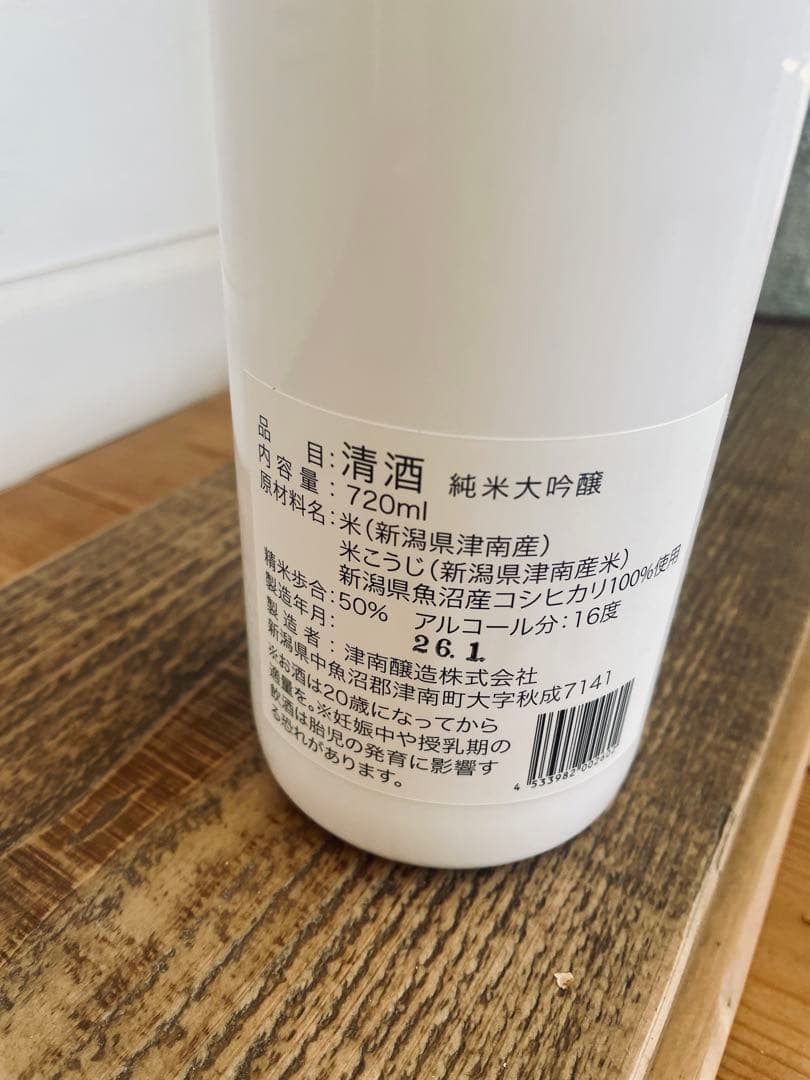 品目:清酒 純米大吟醸
内容量:720ml
原材料名:米(新潟県津南産)
米こうじ(新潟県津南産米)
新潟県魚沼産コシヒカリ100%使用
精米歩合:50% アルコール分:16度
製造年月: 26.1.
製造者:津南醸造株式会社
新潟県中魚沼郡津南町大字秋成7141
※お酒は20歳になってから
適量を。※妊娠中や授乳期の
飲酒は胎児の発育に影響す
る恐れがあります。